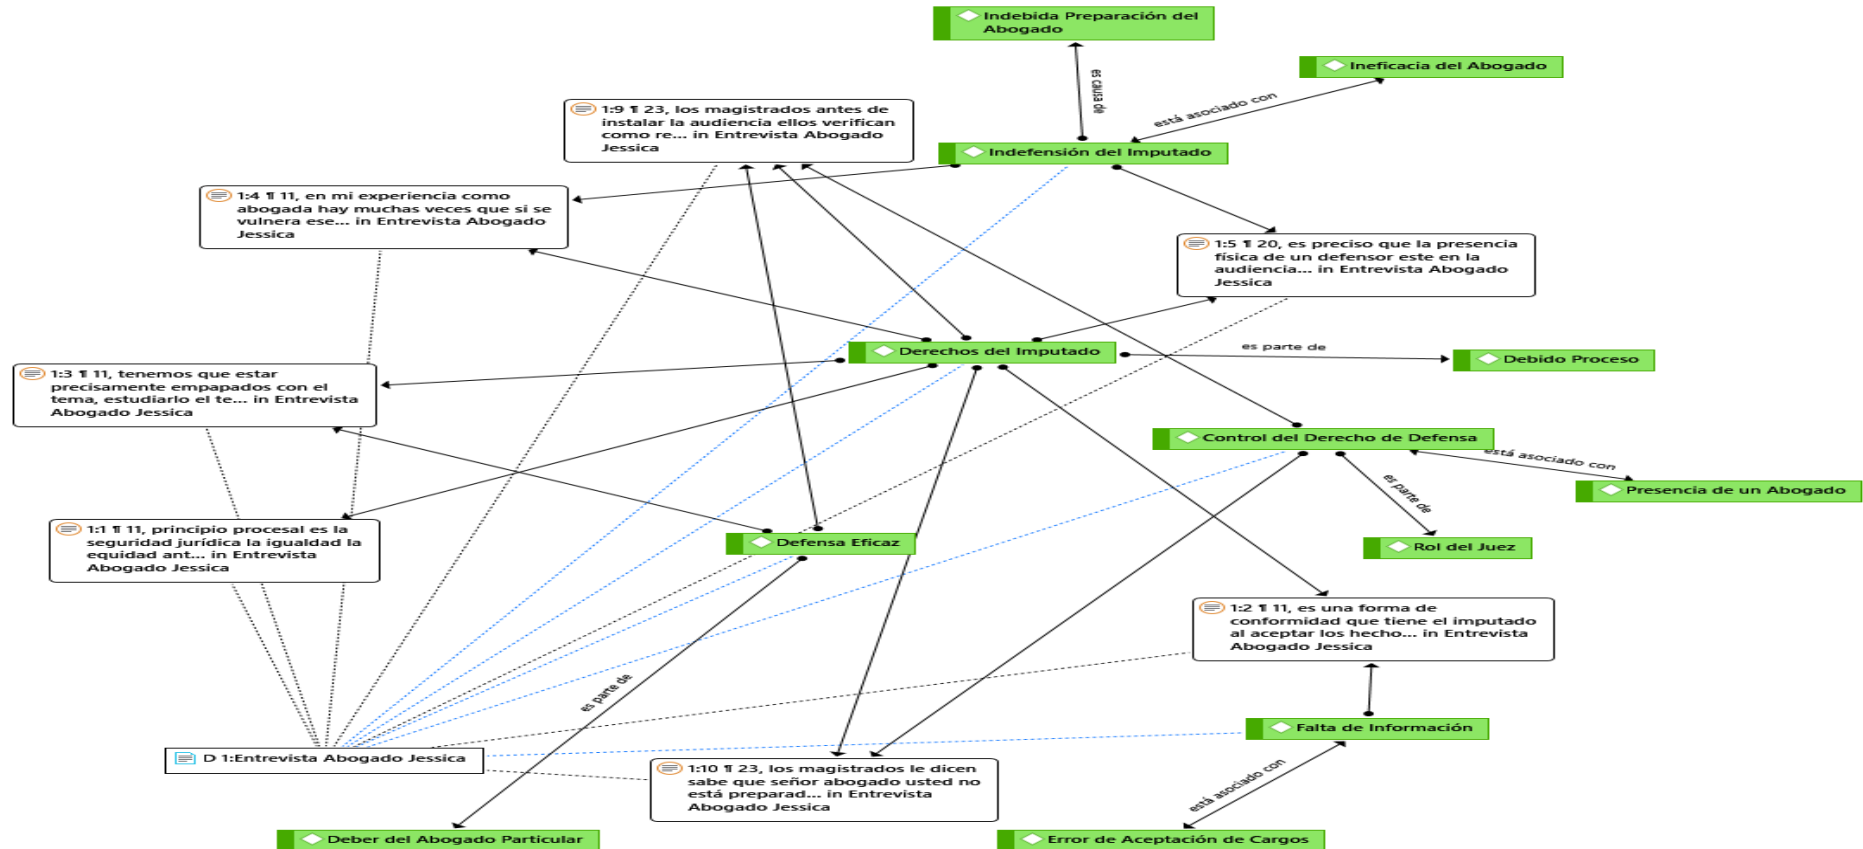 Indebida Preparación del
Abogado
Ineficacia del Abogado
es causa de
está asociado con
1:9 ¶ 23, los magistrados antes de
instalar la audiencia ellos verifican
como re... in Entrevista Abogado
Jessica
Indefensión del Imputado
1:4 ¶ 11, en mi experiencia como
abogada hay muchas veces que si se
vulnera ese... in Entrevista Abogado
Jessica
1:5 ¶ 20, es preciso que la presencia
física de un defensor este en la
audiencia... in Entrevista Abogado
Jessica
Derechos del Imputado
es parte de
Debido Proceso
1:3 ¶ 11, tenemos que estar
precisamente empapados con el
tema, estudiarlo el te... in Entrevista
Abogado Jessica
Control del Derecho de Defensa
está asociado con
Presencia de un Abogado
es parte de
1:1 ¶ 11, principio procesal es la
seguridad jurídica la igualdad la
equidad ant... in Entrevista
Abogado Jessica
Defensa Eficaz
Rol del Juez
1:2 ¶ 11, es una forma de
conformidad que tiene el imputado
al aceptar los hecho... in Entrevista
Abogado Jessica
es parte de
Falta de Información
D 1:Entrevista Abogado Jessica
1:10 ¶ 23, los magistrados le dicen
sabe que señor abogado usted no
está preparad... in Entrevista
Abogado Jessica
está asociado con
Deber del Abogado Particular
Error de Aceptación de Cargos